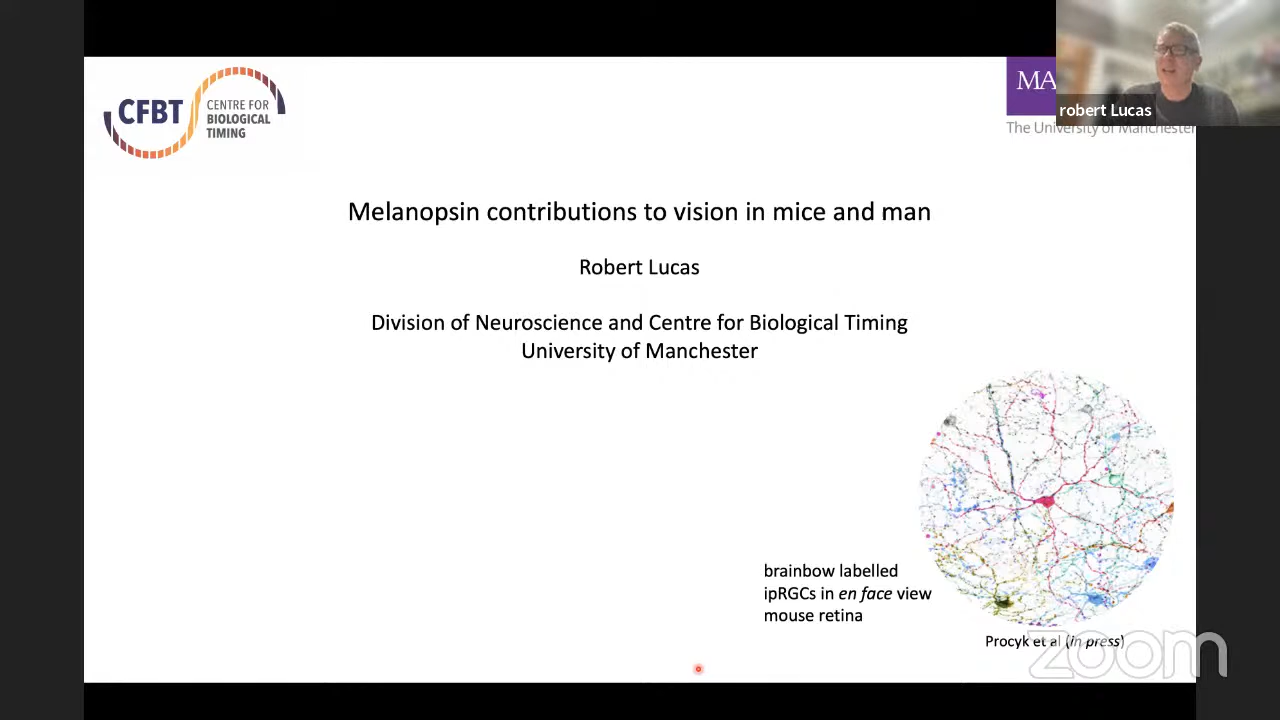 CFBT
CENTRE FOR
BIOLOGICAL
TIMING
MA
The University of Manchester
robert Lucas
Melanopsin contributions to vision in mice and man
Robert Lucas
Division of Neuroscience and Centre for Biological Timing
University of Manchester
brainbow labelled
ipRGCs in en face view
mouse retina
Procyk et al (in press)
zoom